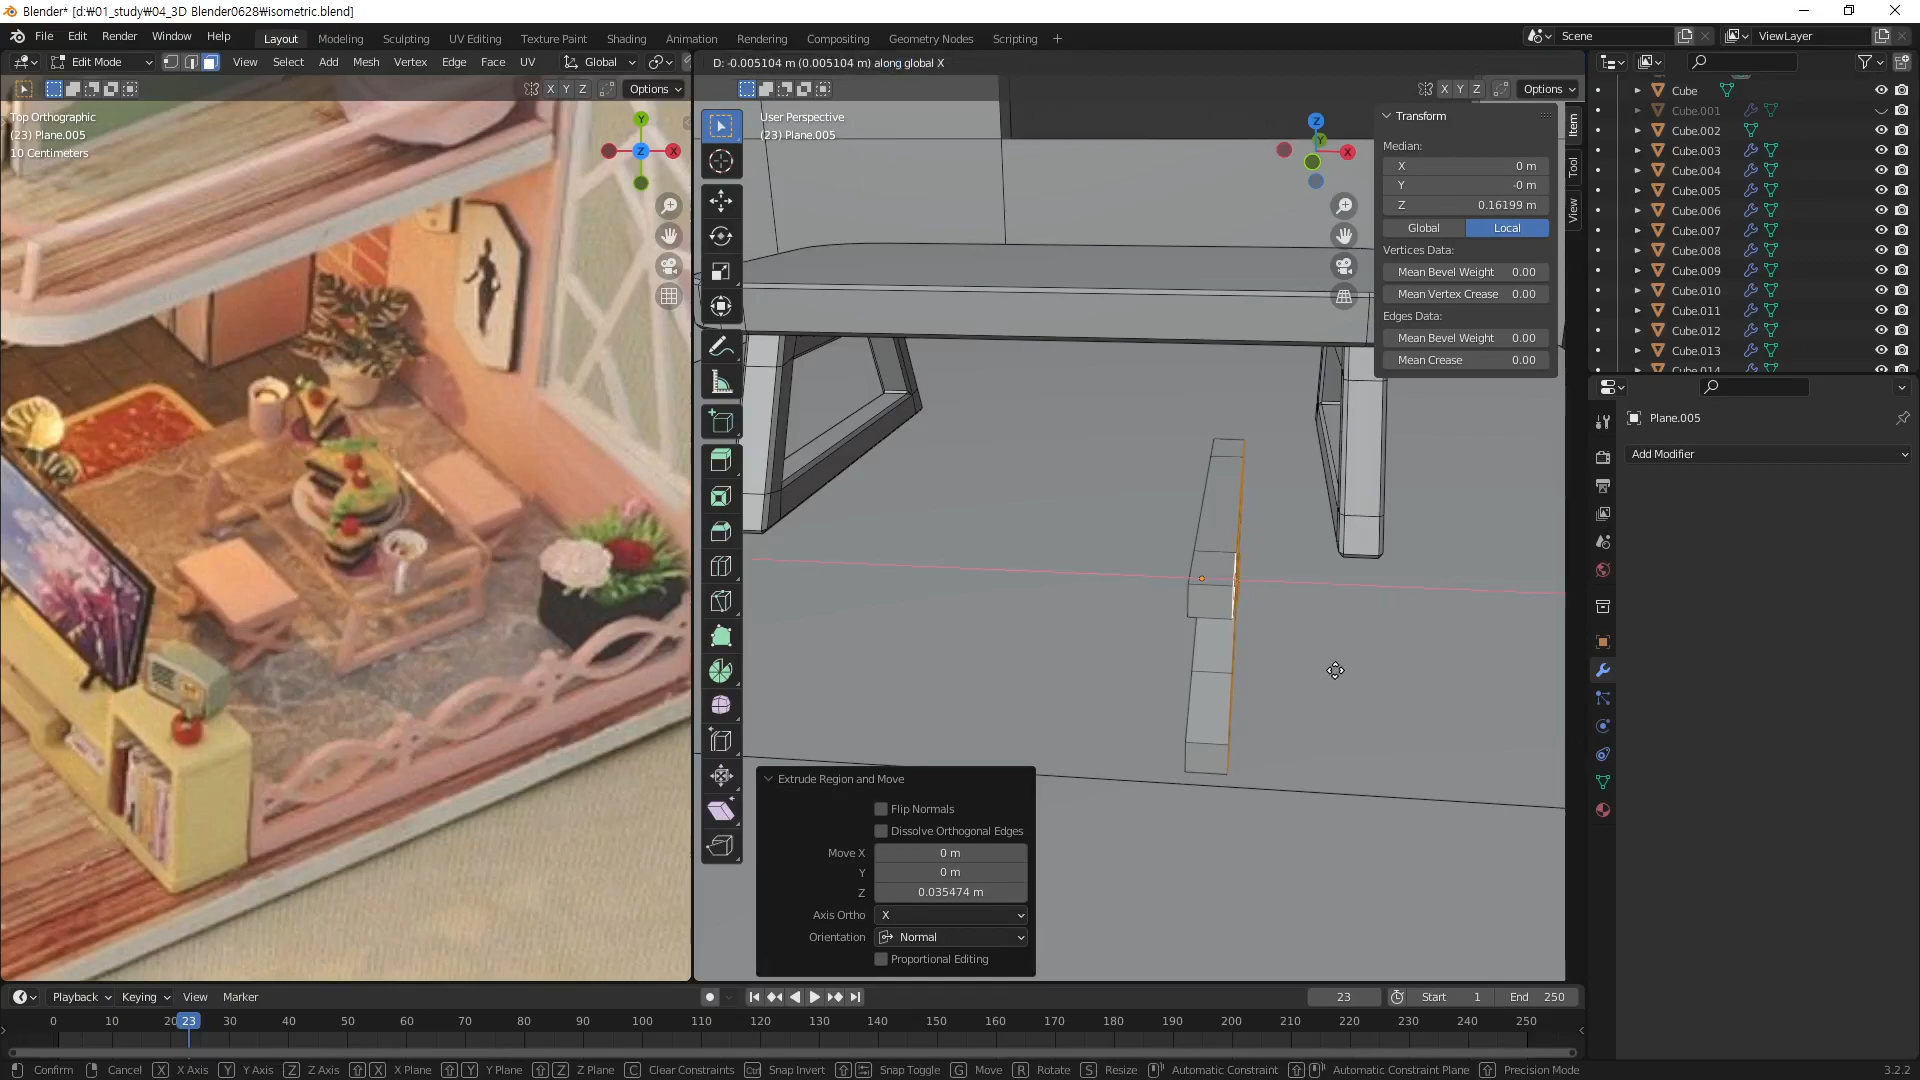 Blender* [d:₩01_study₩04_3D Blender0628₩isometric.blend]
File Edit Render Window Help Layout Modeling Sculpting UV Editing Texture Paint Shading Animation Rendering Compositing Geometry Nodes Scripting + Scene ViewLayer
Edit Mode View Select Add Mesh Vertex Edge Face UV Global
D: -0.005104 m (0.005104 m) along global X
X Y Z Options
X Y Z Options
Top Orthographic
(23) Plane.005
10 Centimeters
Y
Z
X
User Perspective
(23) Plane.005
Z
Y
X
Transform
Median:
X 0 m
Y -0 m
Z 0.16199 m
Global Local
Vertices Data:
Mean Bevel Weight 0.00
Mean Vertex Crease 0.00
Edges Data:
Mean Bevel Weight 0.00
Mean Crease 0.00
Item
Tool
View
Cube
Cube.001
Cube.002
Cube.003
Cube.004
Cube.005
Cube.006
Cube.007
Cube.008
Cube.009
Cube.010
Cube.011
Cube.012
Cube.013
Cube.014
Plane.005
Add Modifier
Extrude Region and Move
Flip Normals
Dissolve Orthogonal Edges
Move X 0 m
Y 0 m
Z 0.035474 m
Axis Ortho X
Orientation Normal
Proportional Editing
Playback Keying View Marker 23 Start 1 End 250
0 10 20 23 30 40 50 60 70 80 90 100 110 120 130 140 150 160 170 180 190 200 210 220 230 240 250
Confirm Cancel X X Axis Y Y Axis Z Z Axis X X Plane Y Y Plane Z Z Plane C Clear Constraints Ctrl Snap Invert Snap Toggle G Move R Rotate S Resize Automatic Constraint Automatic Constraint Plane Precision Mode 3.2.2